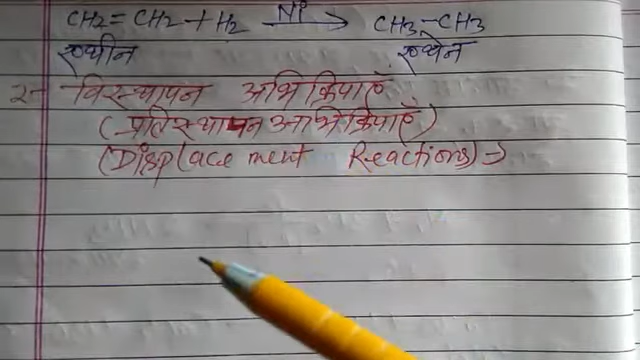 CH2=CH2+H2 Ni→ CH3-CH3
एथीन एथेन
2- विस्थापन अभिक्रियाएँ
(प्रतिस्थापन अभिक्रियाएँ)
(Displacement Reactions)⇒